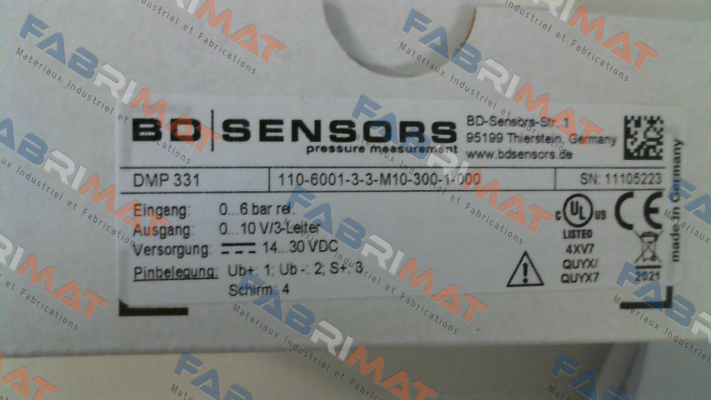 BD|SENSORS
pressure measurement
BD-Sensors-Str. 1
95199 Thierstein, Germany
www.bdsensors.de
DMP 331 110-6001-3-3-M10-300-1-000 SN: 11105223
Eingang: 0...6 bar rel.
Ausgang: 0...10 V/3-Leiter
Versorgung: 14...30 VDC
Pinbelegung: Ub+: 1; Ub -: 2; S+: 3
Schirm: 4
C UL US
LISTED
4XV7
QUYX/
QUYX7
CE
2021
made in Germany
FABRIMAT
Materiaux Industriel et Fabrications